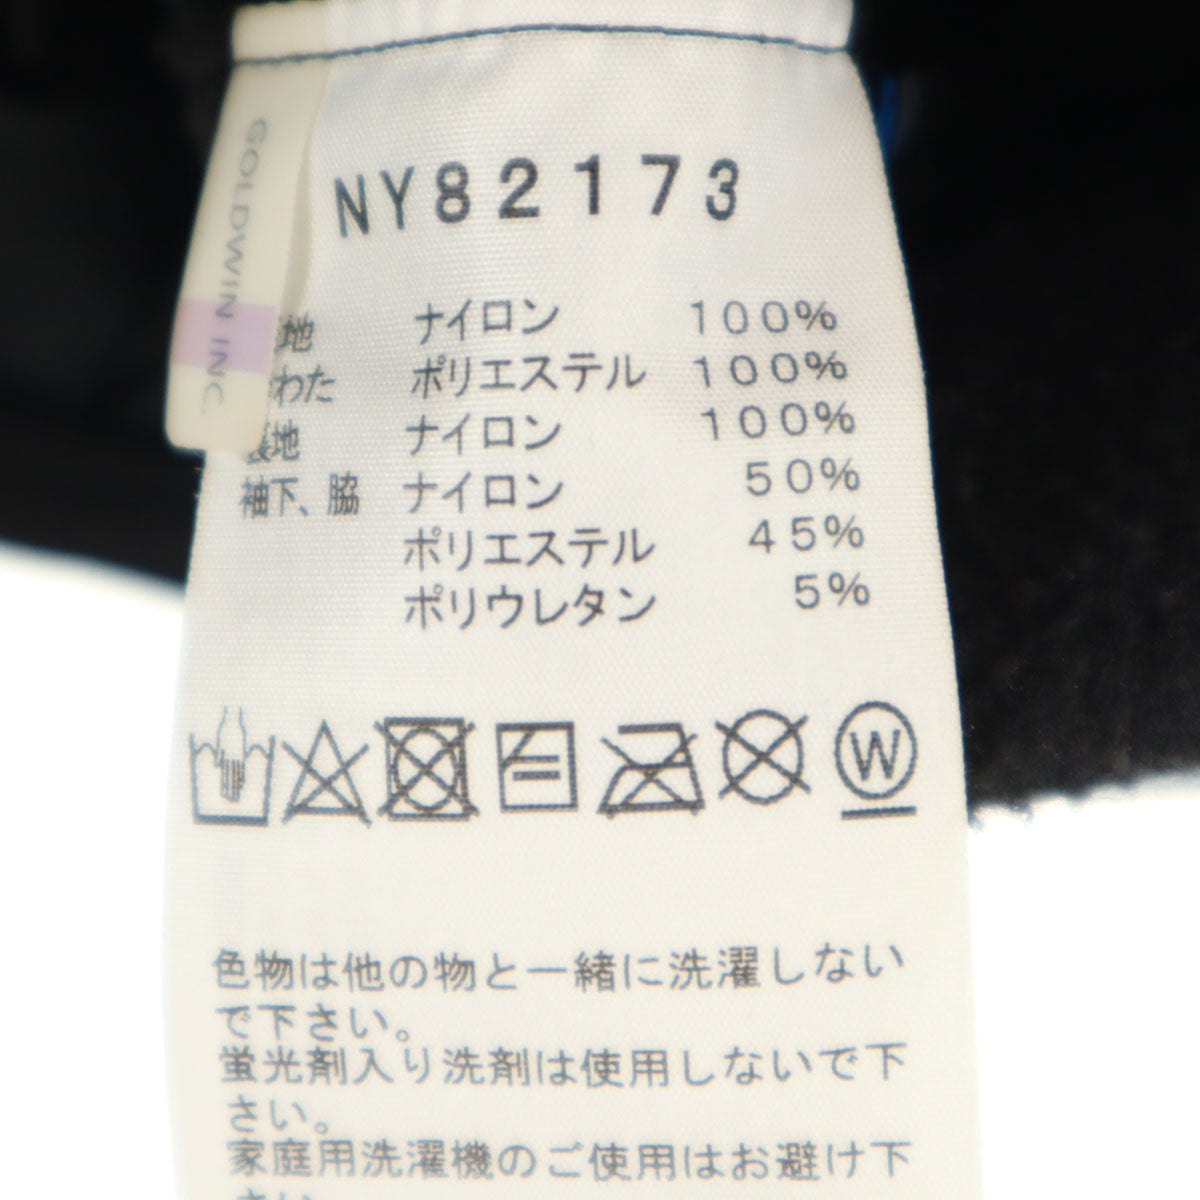 GOLDWIN INC.
NY82173
地 ナイロン 100%
わた ポリエステル 100%
裏地 ナイロン 100%
袖下、脇 ナイロン 50%
ポリエステル 45%
ポリウレタン 5%
W
色物は他の物と一緒に洗濯しない
で下さい。
蛍光剤入り洗剤は使用しないで下
さい。
家庭用洗濯機のご使用はお避け下
さい